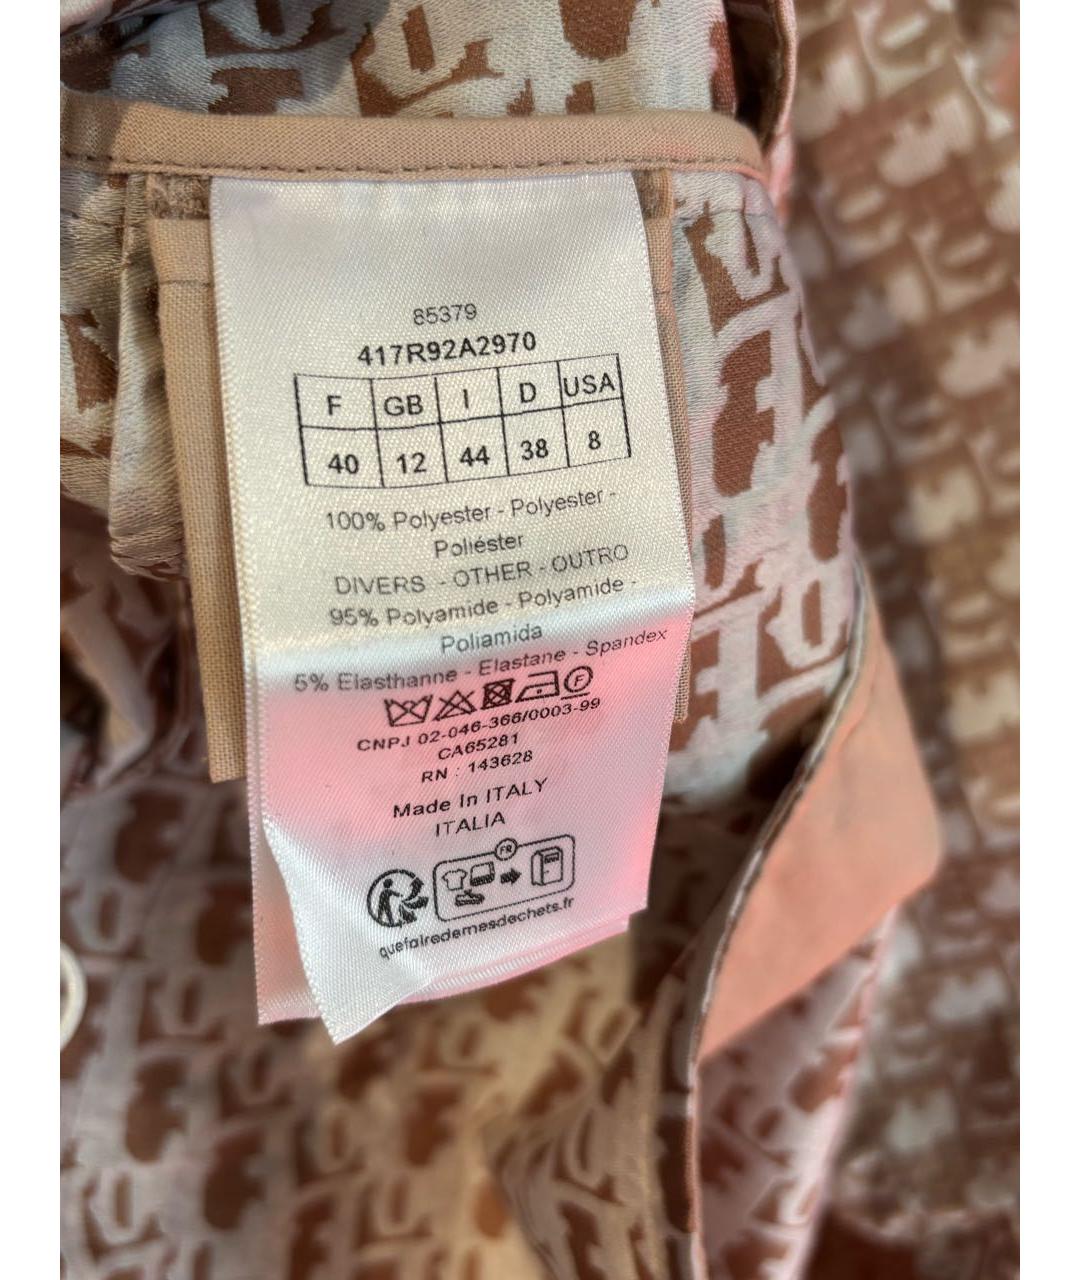 85379
417R92A2970
F GB I D USA
40 12 44 38 8
100% Polyester - Polyester -
Poliéster
DIVERS - OTHER - OUTRO
95% Polyamide - Polyamide -
Poliamida
5% Elasthanne - Elastane - Spandex
F
CNPJ 02-046-366/0003-99
CA65281
RN : 143628
Made In ITALY
ITALIA
FR
quefairedemesdechets.fr